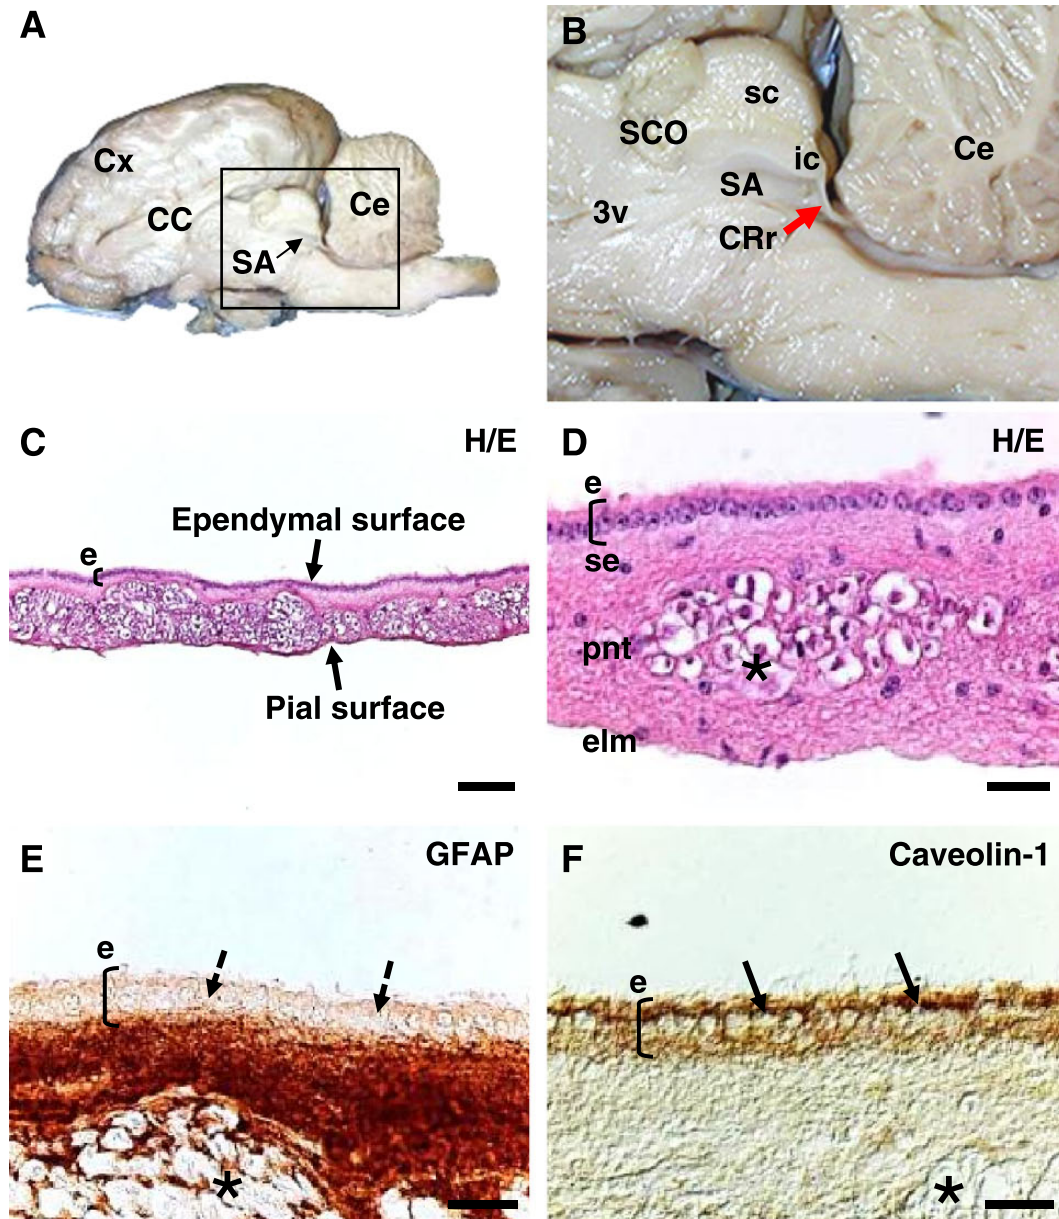 A
Cx
CC
Ce
SA
B
sc
SCO
ic
Ce
SA
3v
CRr
C
H/E
Ependymal surface
e
Pial surface
D
H/E
e
se
pnt
*
elm
E
GFAP
e
*
F
Caveolin-1
e
*